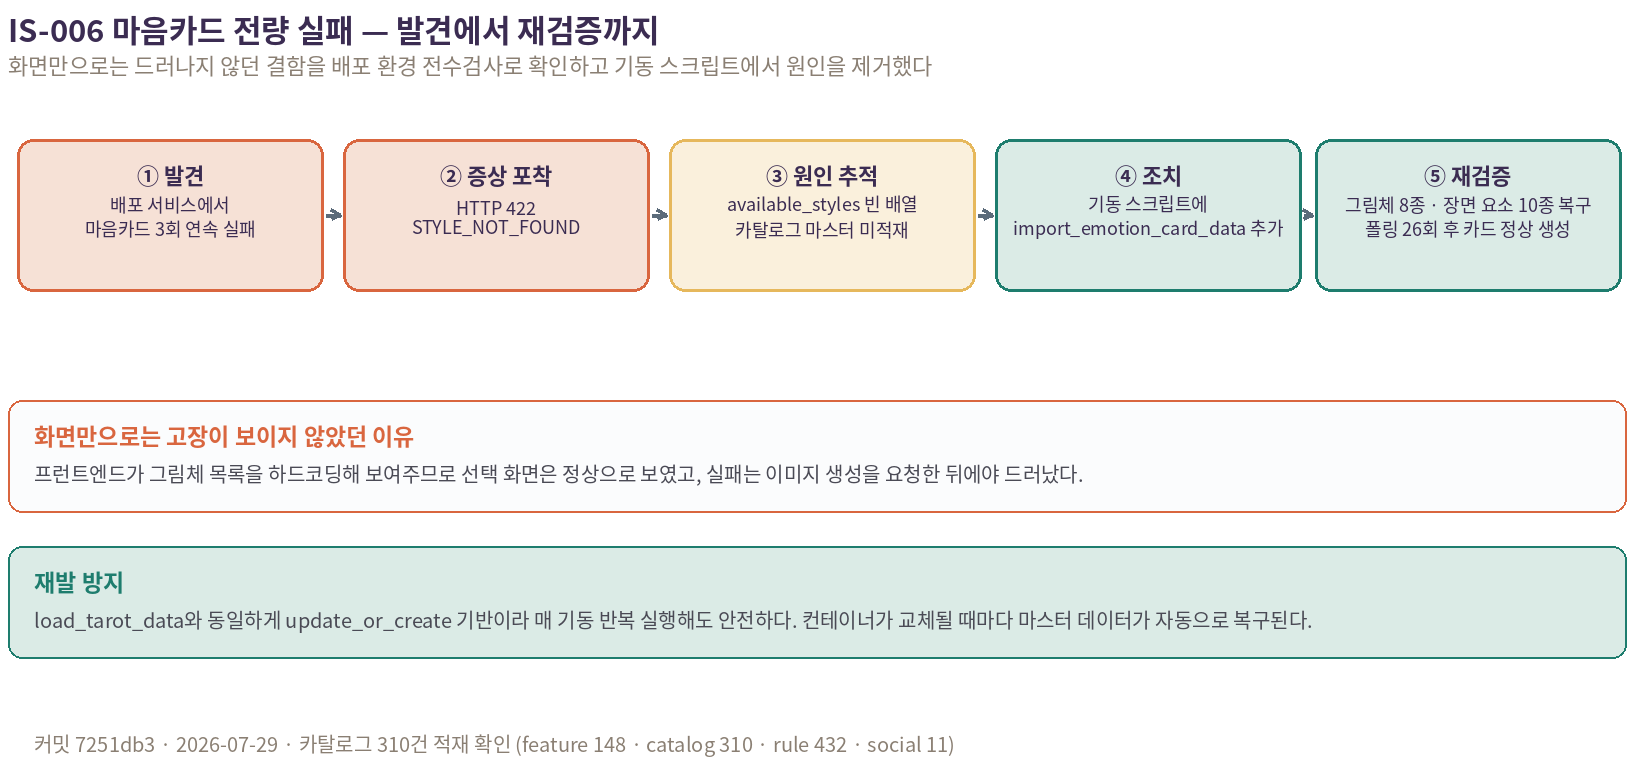 IS-006 마음카드 전량 실패 — 발견에서 재검증까지
화면만으로는 드러나지 않던 결함을 배포 환경 전수검사로 확인하고 기동 스크립트에서 원인을 제거했다
① 발견
배포 서비스에서
마음카드 3회 연속 실패
② 증상 포착
HTTP 422
STYLE_NOT_FOUND
③ 원인 추적
available_styles 빈 배열
카탈로그 마스터 미적재
④ 조치
기동 스크립트에
import_emotion_card_data 추가
⑤ 재검증
그림체 8종 · 장면 요소 10종 복구
폴링 26회 후 카드 정상 생성
화면만으로는 고장이 보이지 않았던 이유
프런트엔드가 그림체 목록을 하드코딩해 보여주므로 선택 화면은 정상으로 보였고, 실패는 이미지 생성을 요청한 뒤에야 드러났다.
재발 방지
load_tarot_data와 동일하게 update_or_create 기반이라 매 기동 반복 실행해도 안전하다. 컨테이너가 교체될 때마다 마스터 데이터가 자동으로 복구된다.
커밋 7251db3 · 2026-07-29 · 카탈로그 310건 적재 확인 (feature 148 · catalog 310 · rule 432 · social 11)